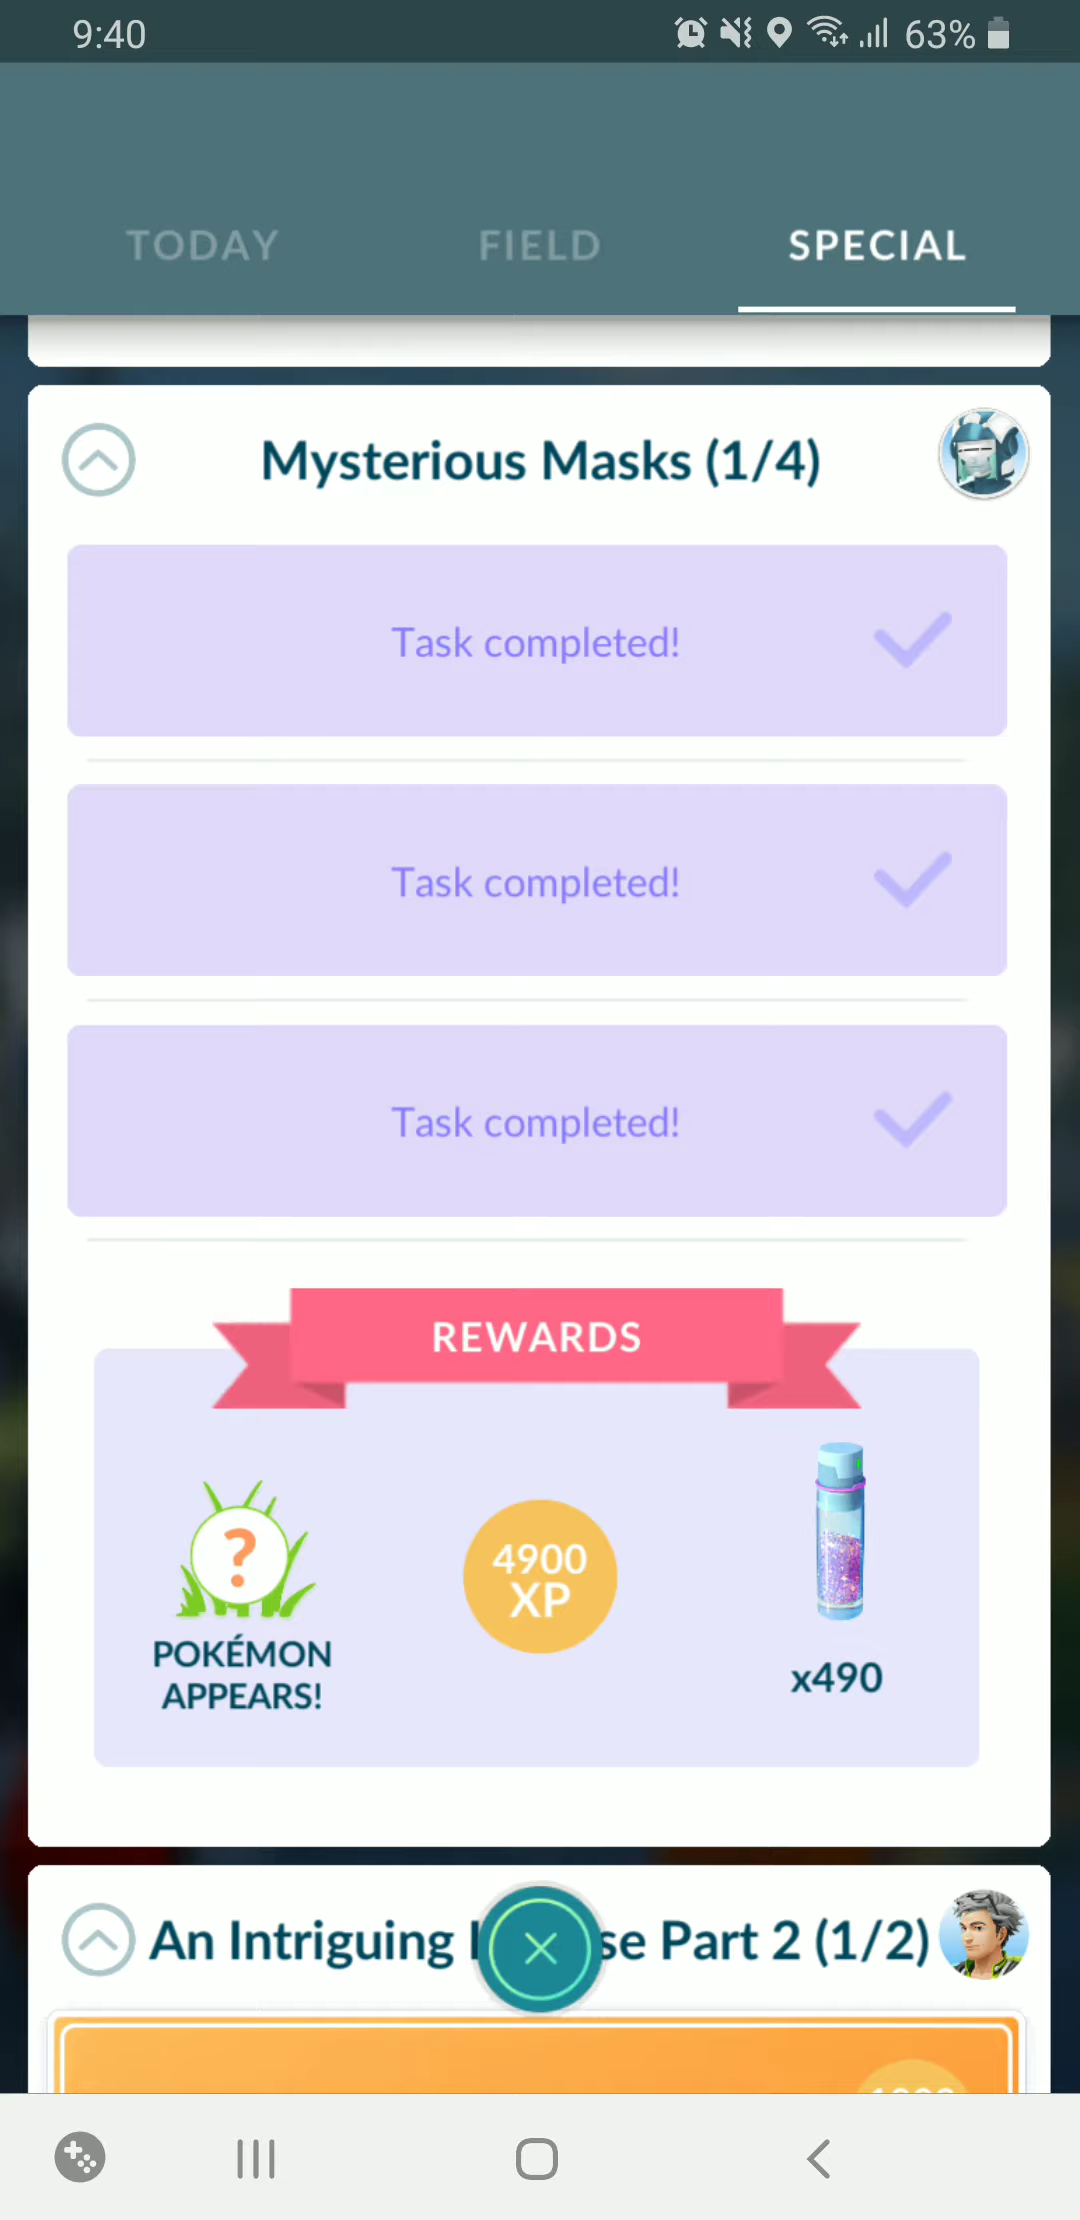 9:40
63%
TODAY
FIELD
SPECIAL
Mysterious Masks (1/4)
Task completed!
Task completed!
Task completed!
REWARDS
4900
XP
POKÉMON
APPEARS!
x490
An Intriguing se Part 2 (1/2)